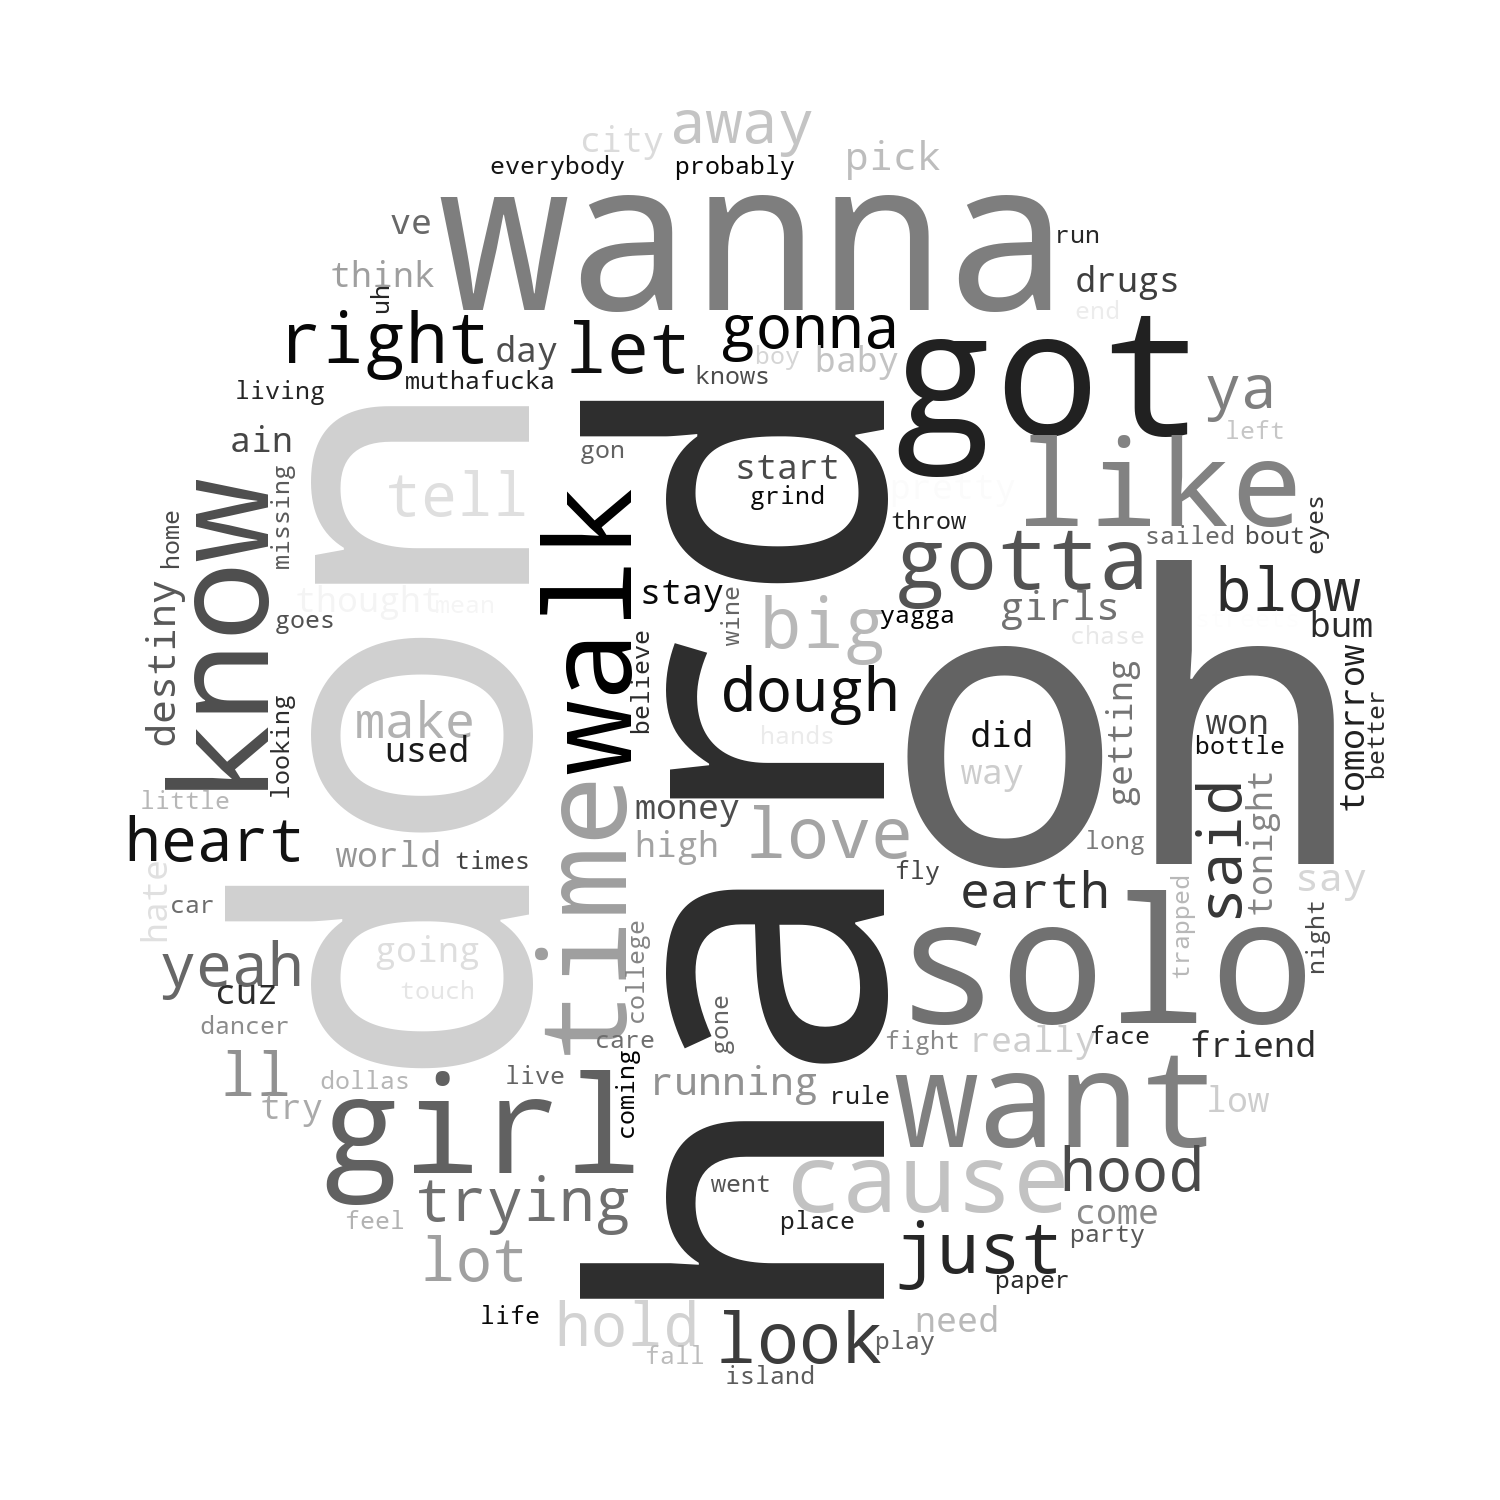 city away
everybody probably pick
wanna
ve run
think drugs
uh end
right day let gonna got
boy baby
living muthafucka knows ya
don hard
ain gon left
tell start like
know missing grind pretty
home walk throw sailed bout eyes
thought mean stay gotta blow
destiny goes wine big yagga girls
believe chase bum
oh
make used dough did won tomorrow
looking hands way getting bottle better
little time money
heart world times high love long said tonight
hate car fly earth trapped say
yeah going college solo night
cuz touch gone
dancer care fight really face friend
ll dollas live coming running rule
try girl want low
trying went cause hood
feel place come
lot just party
paper
life hold look need
fall play
island